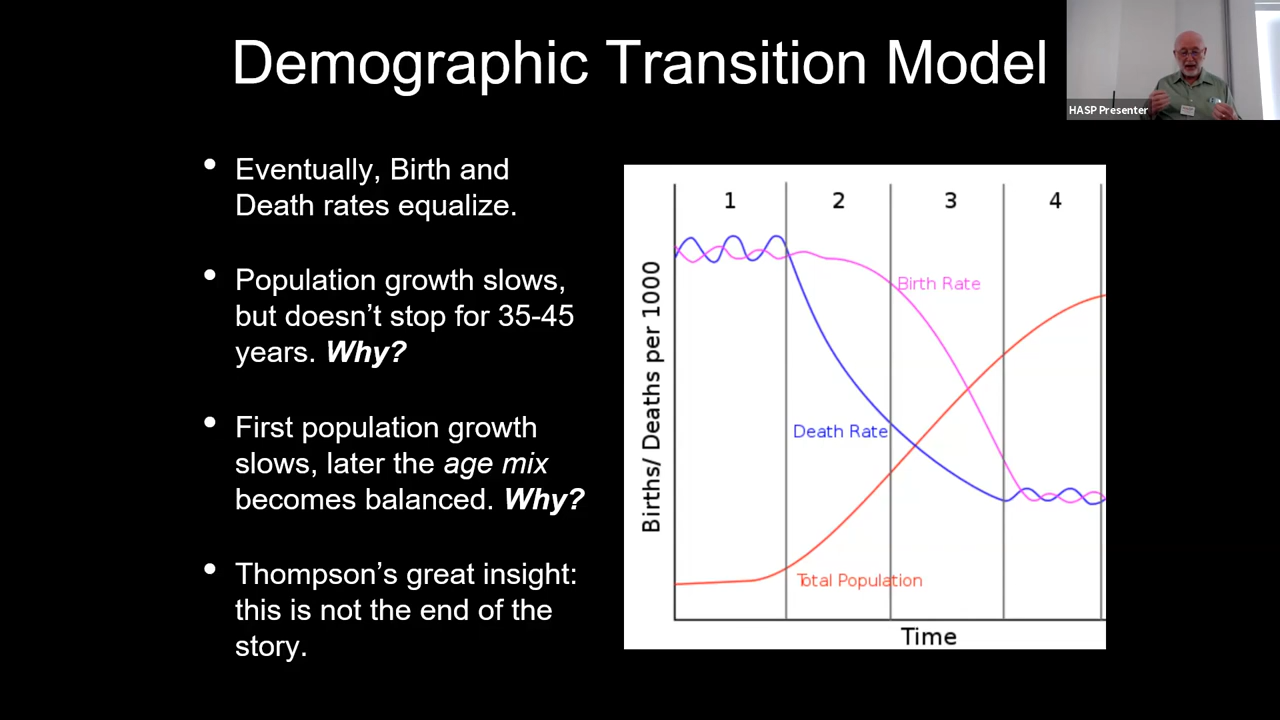 Demographic Transition Model
HASP Presenter
• Eventually, Birth and
Death rates equalize.
• Population growth slows,
but doesn’t stop for 35-45
years. Why?
• First population growth
slows, later the age mix
becomes balanced. Why?
• Thompson’s great insight:
this is not the end of the
story.
1 2 3 4
Births/ Deaths per 1000
Birth Rate
Death Rate
Total Population
Time